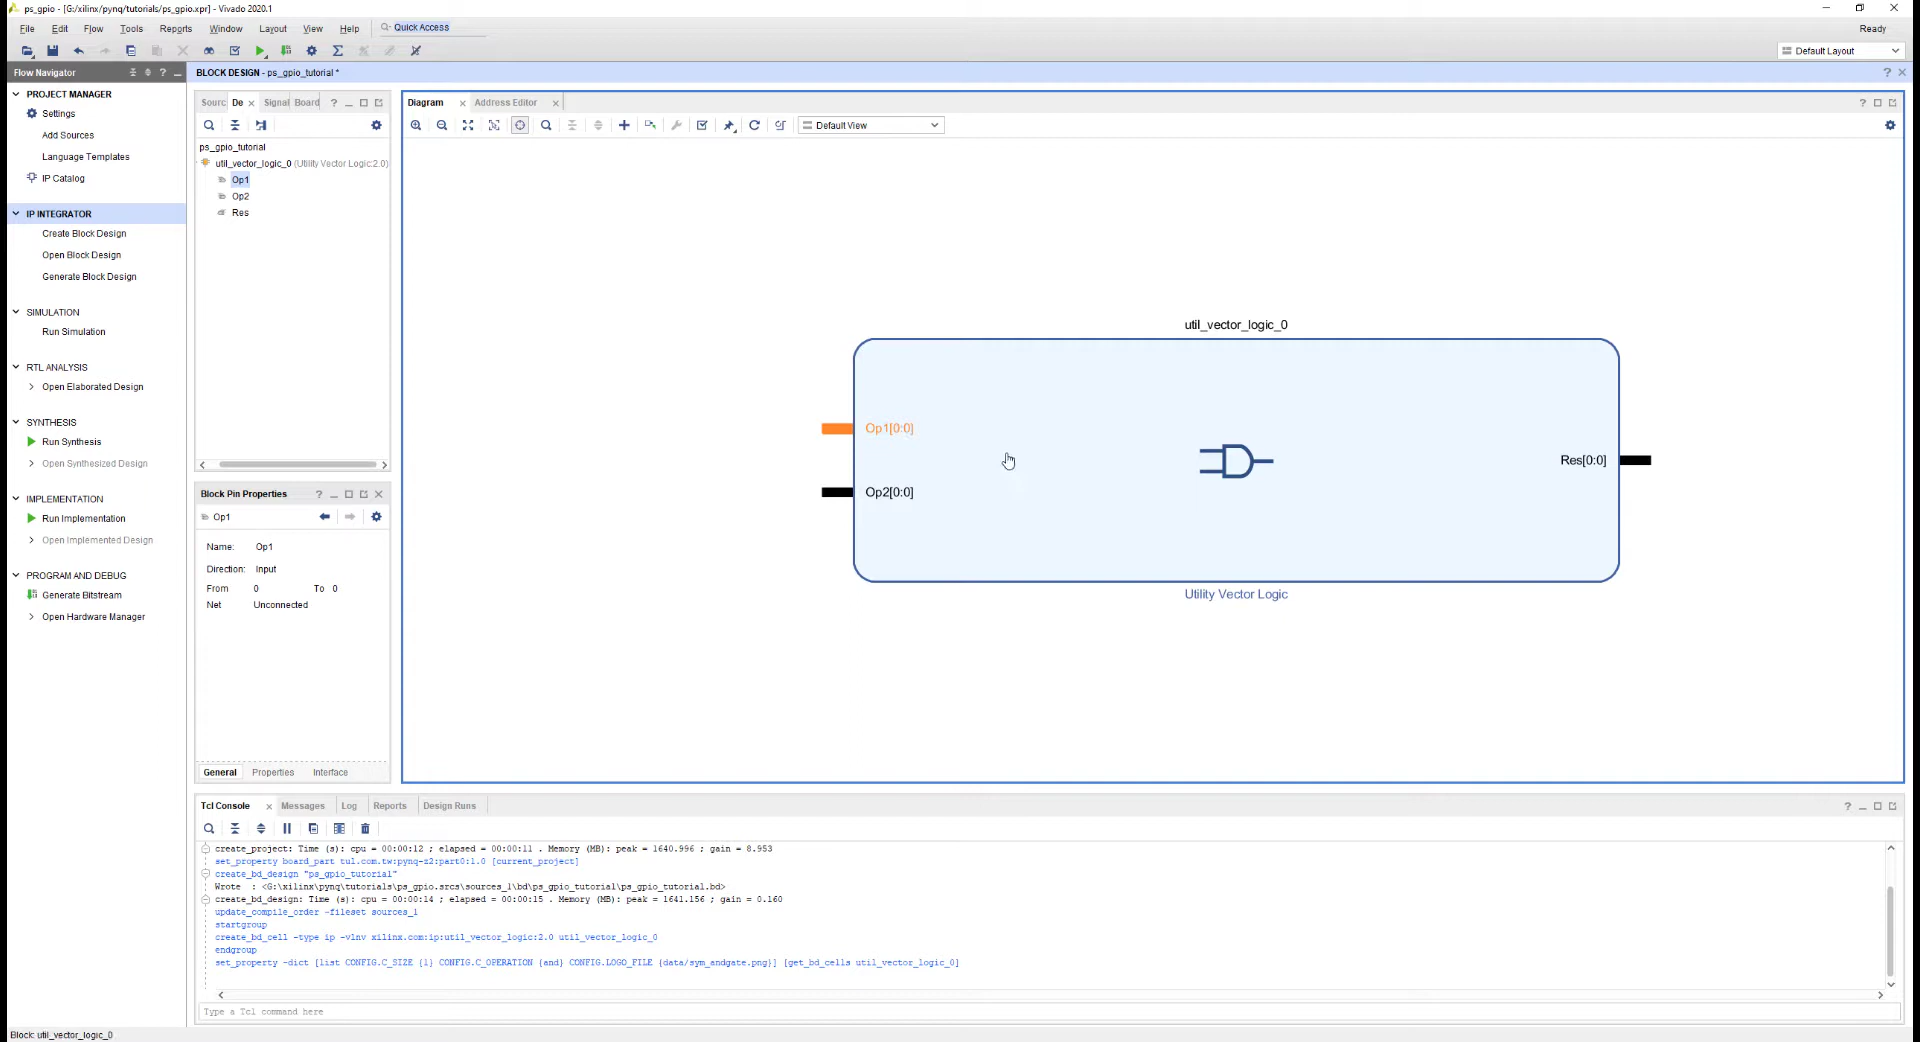 ps_gpio - [G:/xilinx/pynq/tutorials/ps_gpio.xpr] - Vivado 2020.1
File Edit Flow Tools Reports Window Layout View Help Quick Access
Ready
Default Layout
Flow Navigator
PROJECT MANAGER
Settings
Add Sources
Language Templates
IP Catalog
IP INTEGRATOR
Create Block Design
Open Block Design
Generate Block Design
SIMULATION
Run Simulation
RTL ANALYSIS
Open Elaborated Design
SYNTHESIS
Run Synthesis
Open Synthesized Design
IMPLEMENTATION
Run Implementation
Open Implemented Design
PROGRAM AND DEBUG
Generate Bitstream
Open Hardware Manager
BLOCK DESIGN - ps_gpio_tutorial *
Sourc De Signal Board
ps_gpio_tutorial
util_vector_logic_0 (Utility Vector Logic:2.0)
Op1
Op2
Res
Block Pin Properties
Op1
Name: Op1
Direction: Input
From 0 To 0
Net Unconnected
General Properties Interface
Diagram Address Editor
Default View
util_vector_logic_0
Op1[0:0]
Op2[0:0]
Res[0:0]
Utility Vector Logic
Tcl Console Messages Log Reports Design Runs
create_project: Time (s): cpu = 00:00:12 ; elapsed = 00:00:11 . Memory (MB): peak = 1640.996 ; gain = 8.953
set_property board_part tul.com.tw:pynq-z2:part0:1.0 [current_project]
create_bd_design "ps_gpio_tutorial"
Wrote : <G:\xilinx\pynq\tutorials\ps_gpio.srcs\sources_1\bd\ps_gpio_tutorial\ps_gpio_tutorial.bd>
create_bd_design: Time (s): cpu = 00:00:14 ; elapsed = 00:00:15 . Memory (MB): peak = 1641.156 ; gain = 0.160
update_compile_order -fileset sources_1
startgroup
create_bd_cell -type ip -vlnv xilinx.com:ip:util_vector_logic:2.0 util_vector_logic_0
endgroup
set_property -dict [list CONFIG.C_SIZE {1} CONFIG.C_OPERATION {and} CONFIG.LOGO_FILE {data/sym_andgate.png}] [get_bd_cells util_vector_logic_0]
Type a Tcl command here
Block: util_vector_logic_0